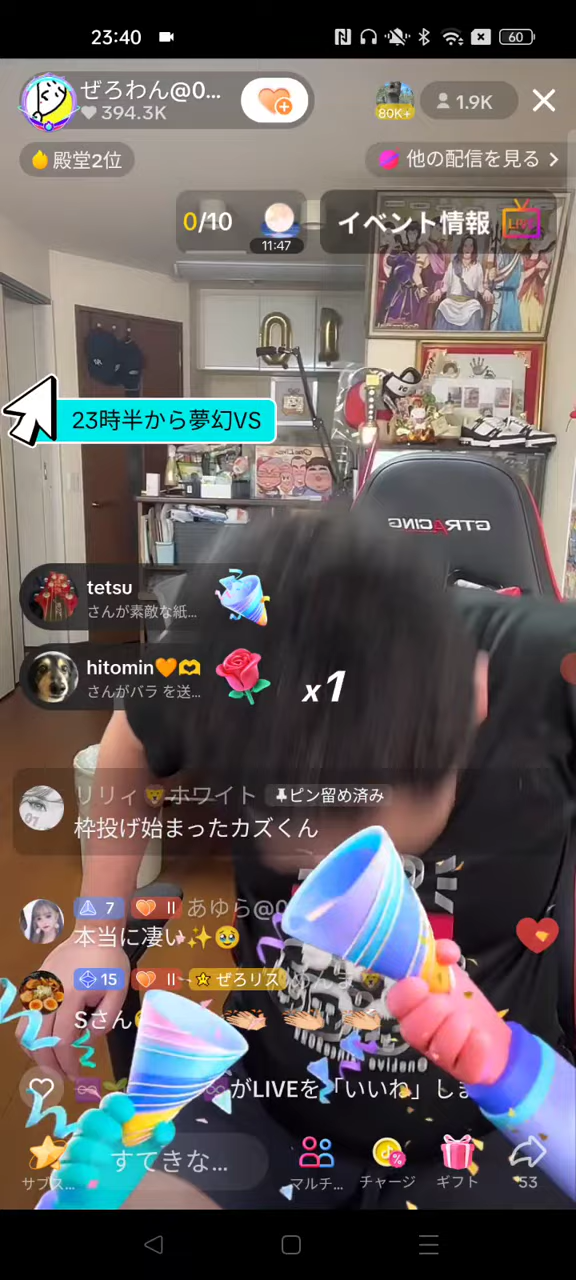 23:40
60
ぜろわん@0...
394.3K
80K+
1.9K
殿堂2位
他の配信を見る
0/10
11:47
イベント情報
LIVE
01
23時半から夢幻VS
GTRACING
tetsu
さんが素敵な紙...
hitomin🧡🫶
さんがバラ を送...
x1
リリィ🦁ホワイト
ピン留め済み
枠投げ始まったカズくん
7
II
あゆら@0
本当に凄い✨🥹
15
II
ぜろリス
Sさん
がLIVEを「いいね」しま
サブス...
すてきな...
マルチ...
チャージ
ギフト
53